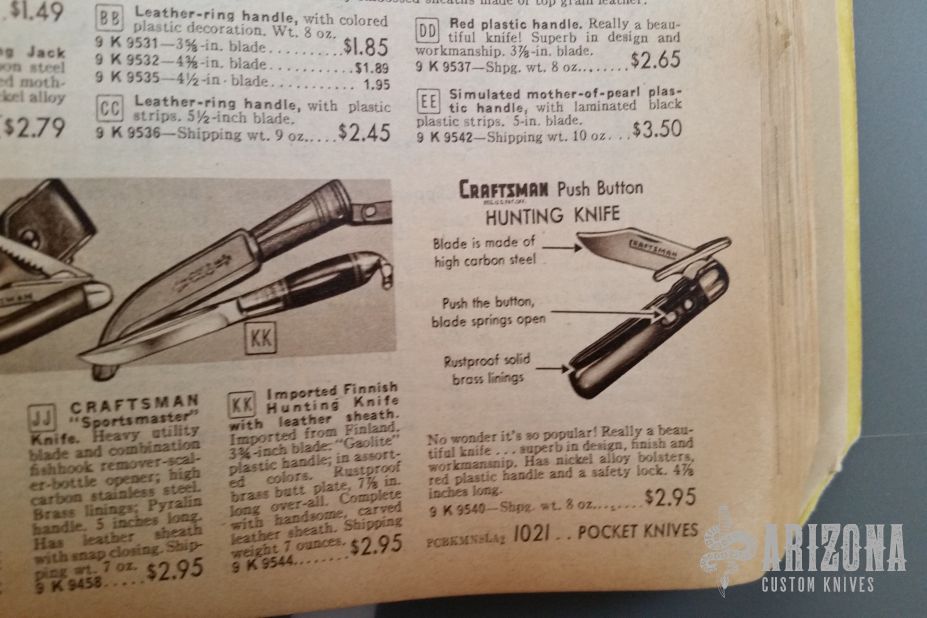 $1.49
ng Jack
on steel
ed moth-
ckel alloy
$2.79
BB Leather-ring handle, with colored
plastic decoration. Wt. 8 oz.
9 K 9531—3⅝-in. blade.......... $1.85
9 K 9532—4⅜-in. blade.......... $1.89
9 K 9535—4½-in. blade.......... 1.95
CC Leather-ring handle, with plastic
strips. 5½-inch blade.
9 K 9536—Shipping wt. 9 oz..... $2.45
sheaths made of top grain leather.
DD Red plastic handle. Really a beau-
tiful knife! Superb in design and
workmanship. 3⅞-in. blade.
9 K 9537—Shpg. wt. 8 oz....... $2.65
EE Simulated mother-of-pearl plas-
tic handle, with laminated black
plastic strips. 5-in. blade.
9 K 9542—Shipping wt. 10 oz... $3.50
KK
CRAFTSMAN Push Button
HUNTING KNIFE
Blade is made of
high carbon steel
CRAFTSMAN
Push the button,
blade springs open
Rustproof solid
brass linings
JJ CRAFTSMAN
"Sportsmaster"
Knife. Heavy utility
blade and combination
fishhook remover-scal-
er-bottle opener; high
carbon stainless steel.
Brass linings; Pyralin
handle. 5 inches long.
Has leather sheath
with snap closing. Ship-
ping wt. 7 oz.
9 K 9458..... $2.95
KK Imported Finnish
Hunting Knife
with leather sheath.
Imported from Finland.
3¾-inch blade. "Gaolite"
plastic handle; in assort-
ed colors. Rustproof
brass butt plate, 7⅞ in.
long over-all. Complete
with handsome, carved
leather sheath. Shipping
weight 7 ounces.
9 K 9544....... $2.95
No wonder it's so popular! Really a beau-
tiful knife . . . superb in design, finish and
workmanship. Has nickel alloy bolsters,
red plastic handle and a safety lock. 4⅞
inches long.
9 K 9540—Shpg. wt. 8 oz....... $2.95
1021 . . POCKET KNIVES
ARIZONA
CUSTOM KNIVES